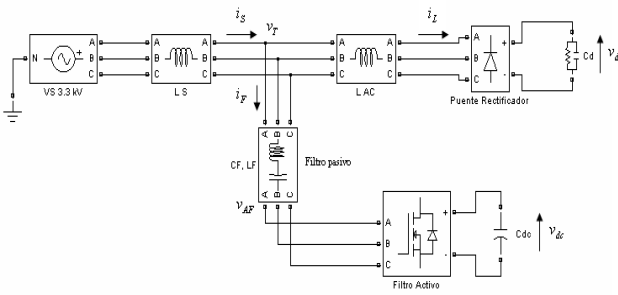 i_S
v_T
i_L
N
A
B
C
VS 3.3 kV
A
B
C
A
B
C
L S
A
B
C
A
B
C
L AC
A
B
C
+
-
Puente Rectificador
Cd
v_d
i_F
A
B
C
CF, LF
Filtro pasivo
A
B
C
v_AF
A
B
C
+
-
Filtro Activo
Cdc
v_dc